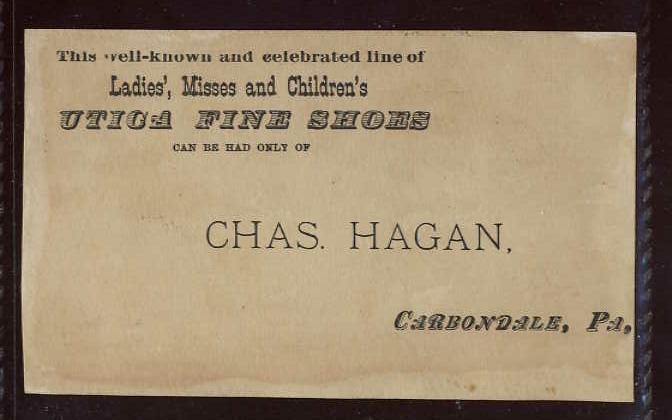 This well-known and celebrated line of
Ladies', Misses and Children's
UTICA FINE SHOES
CAN BE HAD ONLY OF
CHAS. HAGAN,
CARBONDALE, PA,